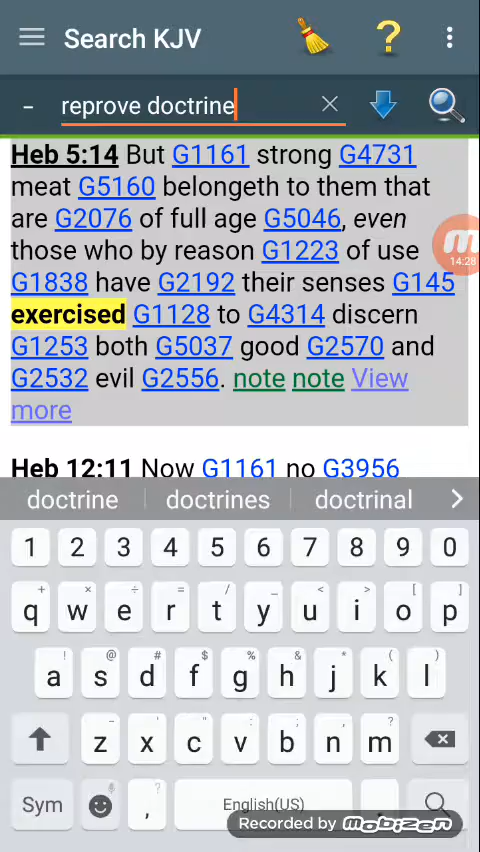 Search KJV
?
- reprove doctrine
Heb 5:14 But G1161 strong G4731
meat G5160 belongeth to them that
are G2076 of full age G5046, even
those who by reason G1223 of use
G1838 have G2192 their senses G145
exercised G1128 to G4314 discern
G1253 both G5037 good G2570 and
G2532 evil G2556. note note View
more
14:28
Heb 12:11 Now G1161 no G3956
doctrine doctrines doctrinal
1 2 3 4 5 6 7 8 9 0
+ × ÷ = / _ < > [ ]
q w e r t y u i o p
! @ # $ % ^ & * ( )
a s d f g h j k l
- ' " : ; , ?
z x c v b n m
Sym , English(US) .
Recorded by mobizen